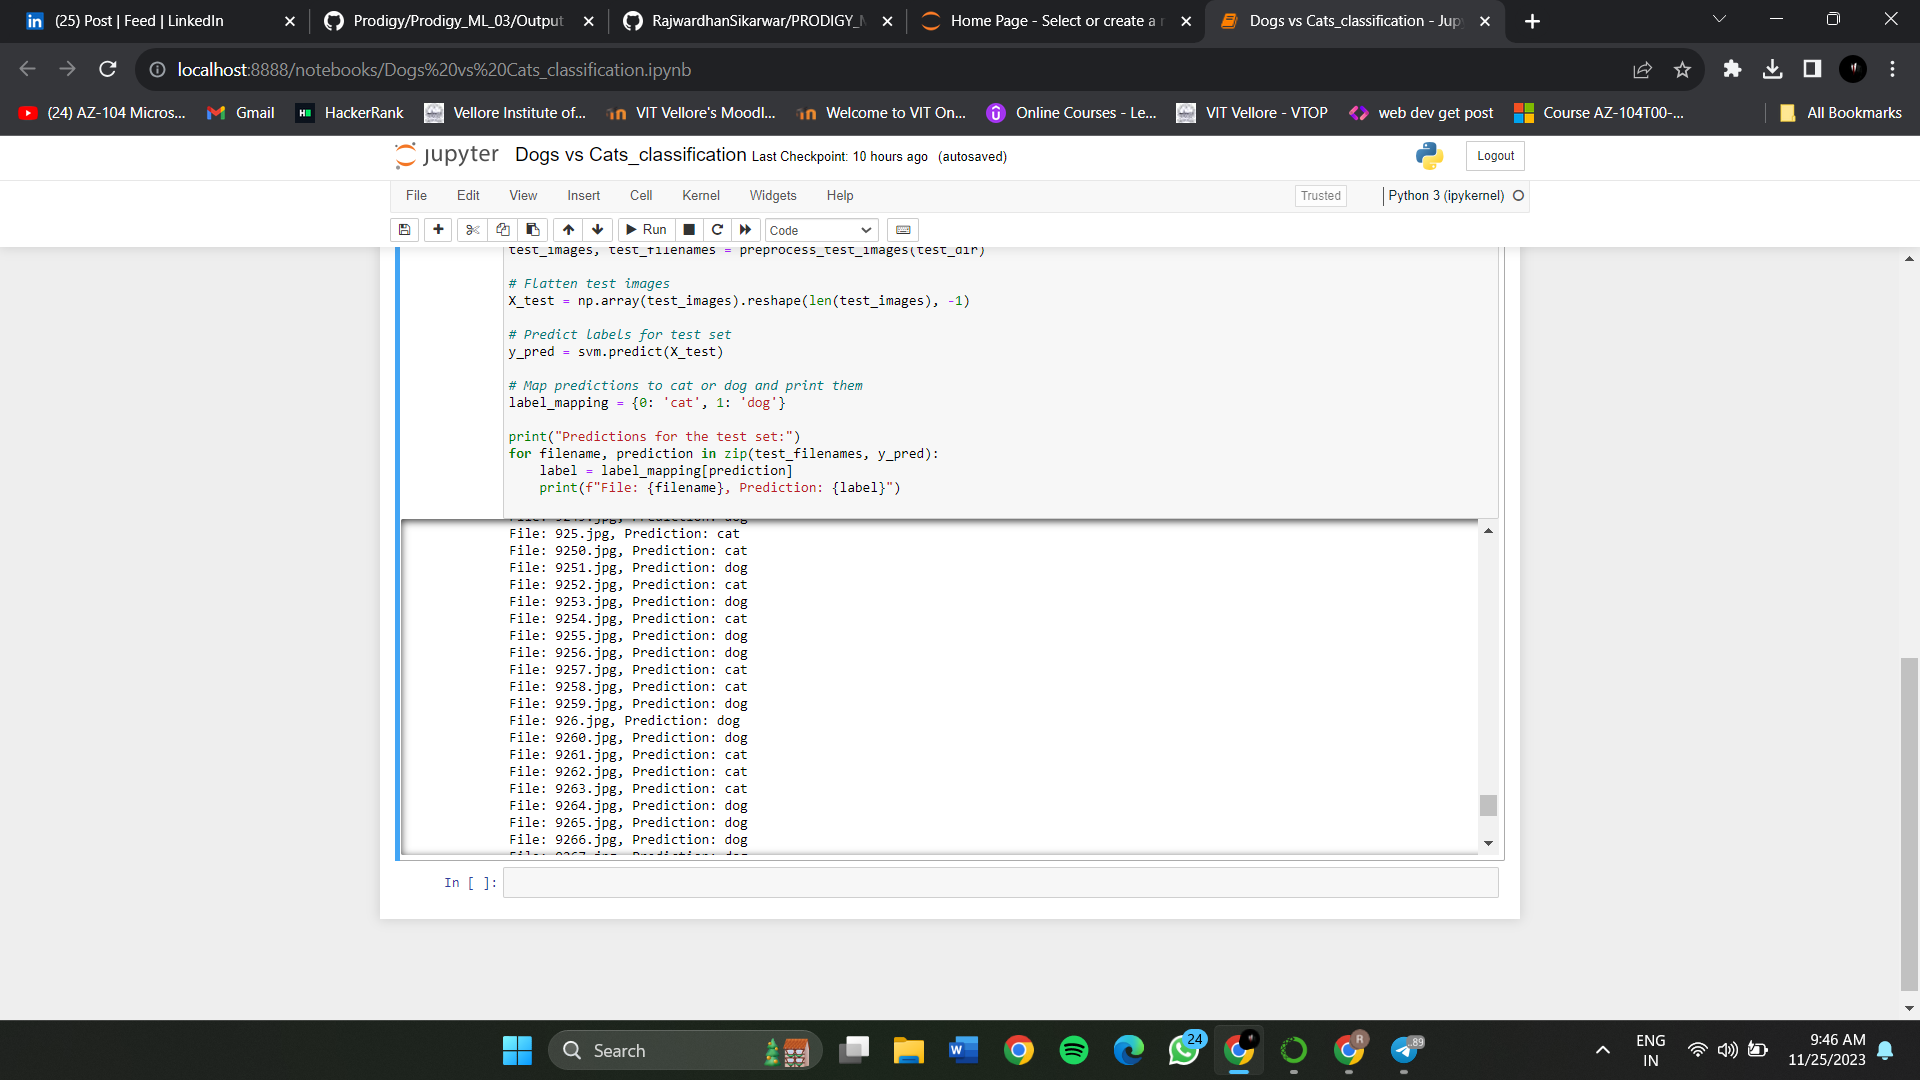 (25) Post | Feed | LinkedIn
Prodigy/Prodigy_ML_03/Output
RajwardhanSikarwar/PRODIGY_
Home Page - Select or create a
Dogs vs Cats_classification - Jup
localhost:8888/notebooks/Dogs%20vs%20Cats_classification.ipynb
(24) AZ-104 Micros...
Gmail
HackerRank
Vellore Institute of...
VIT Vellore's Moodl...
Welcome to VIT On...
Online Courses - Le...
VIT Vellore - VTOP
web dev get post
Course AZ-104T00-...
All Bookmarks
jupyter Dogs vs Cats_classification Last Checkpoint: 10 hours ago (autosaved)
Logout
File Edit View Insert Cell Kernel Widgets Help
Trusted
Python 3 (ipykernel)
Run
Code
test_images, test_filenames = preprocess_test_images(test_dir)
# Flatten test images
X_test = np.array(test_images).reshape(len(test_images), -1)
# Predict labels for test set
y_pred = svm.predict(X_test)
# Map predictions to cat or dog and print them
label_mapping = {0: 'cat', 1: 'dog'}
print("Predictions for the test set:")
for filename, prediction in zip(test_filenames, y_pred):
label = label_mapping[prediction]
print(f"File: {filename}, Prediction: {label}")
File: 9249.jpg, Prediction: dog
File: 925.jpg, Prediction: cat
File: 9250.jpg, Prediction: cat
File: 9251.jpg, Prediction: dog
File: 9252.jpg, Prediction: cat
File: 9253.jpg, Prediction: dog
File: 9254.jpg, Prediction: cat
File: 9255.jpg, Prediction: dog
File: 9256.jpg, Prediction: dog
File: 9257.jpg, Prediction: cat
File: 9258.jpg, Prediction: cat
File: 9259.jpg, Prediction: dog
File: 926.jpg, Prediction: dog
File: 9260.jpg, Prediction: dog
File: 9261.jpg, Prediction: cat
File: 9262.jpg, Prediction: cat
File: 9263.jpg, Prediction: cat
File: 9264.jpg, Prediction: dog
File: 9265.jpg, Prediction: dog
File: 9266.jpg, Prediction: dog
File: 9267.jpg, Prediction: dog
In [ ]:
Search
24
R
89
ENG
IN
9:46 AM
11/25/2023